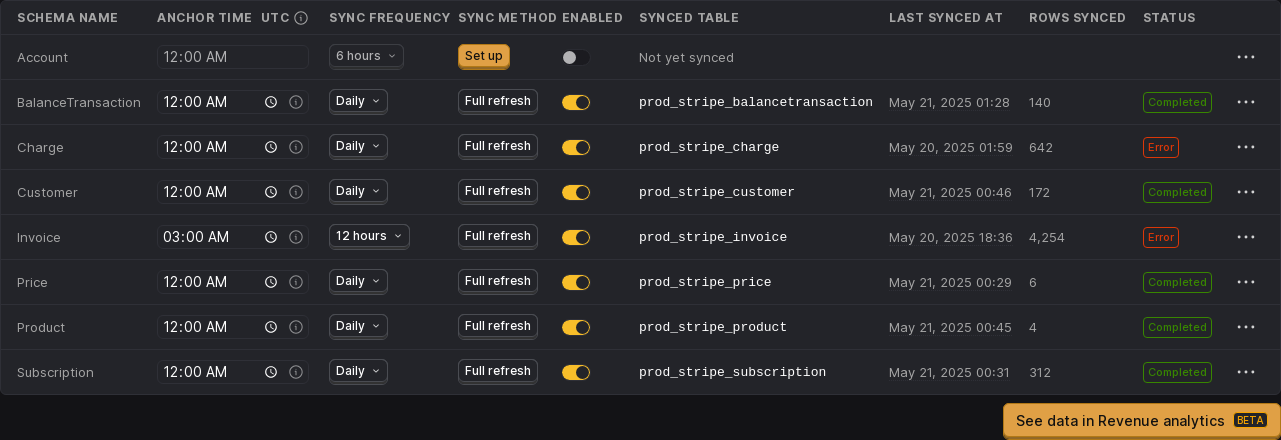 SCHEMA NAME ANCHOR TIME UTC SYNC FREQUENCY SYNC METHOD ENABLED SYNCED TABLE LAST SYNCED AT ROWS SYNCED STATUS
Account 12:00 AM 6 hours Set up Not yet synced
BalanceTransaction 12:00 AM Daily Full refresh prod_stripe_balancetransaction May 21, 2025 01:28 140 Completed
Charge 12:00 AM Daily Full refresh prod_stripe_charge May 20, 2025 01:59 642 Error
Customer 12:00 AM Daily Full refresh prod_stripe_customer May 21, 2025 00:46 172 Completed
Invoice 03:00 AM 12 hours Full refresh prod_stripe_invoice May 20, 2025 18:36 4,254 Error
Price 12:00 AM Daily Full refresh prod_stripe_price May 21, 2025 00:29 6 Completed
Product 12:00 AM Daily Full refresh prod_stripe_product May 21, 2025 00:45 4 Completed
Subscription 12:00 AM Daily Full refresh prod_stripe_subscription May 21, 2025 00:31 312 Completed
See data in Revenue analytics BETA